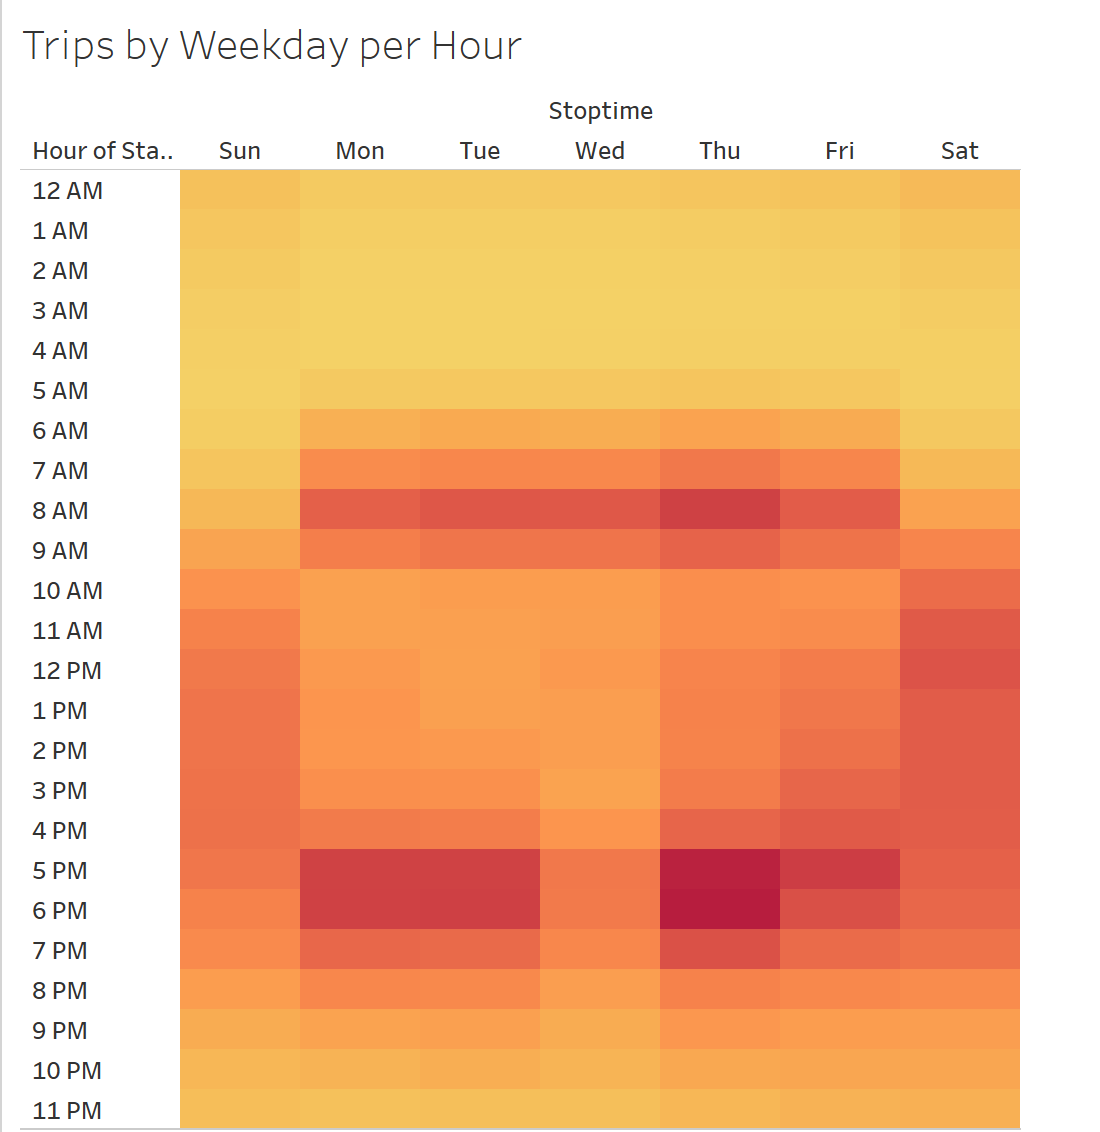 Trips by Weekday per Hour
Stoptime
Hour of Sta.. Sun Mon Tue Wed Thu Fri Sat
12 AM
1 AM
2 AM
3 AM
4 AM
5 AM
6 AM
7 AM
8 AM
9 AM
10 AM
11 AM
12 PM
1 PM
2 PM
3 PM
4 PM
5 PM
6 PM
7 PM
8 PM
9 PM
10 PM
11 PM